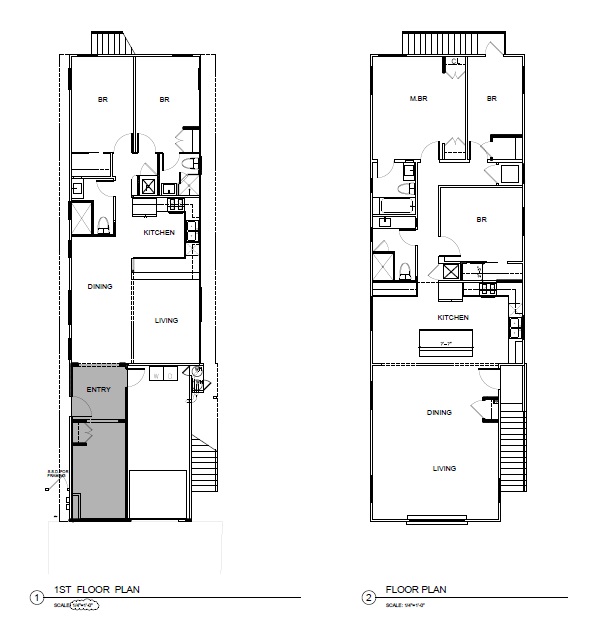 BR
BR
KITCHEN
DINING
LIVING
ENTRY
1 1ST FLOOR PLAN
SCALE: 1/4"=1'-0"
CL
M.BR
BR
BR
KITCHEN
7'-7"
DINING
LIVING
2 FLOOR PLAN
SCALE: 1/4"=1'-0"